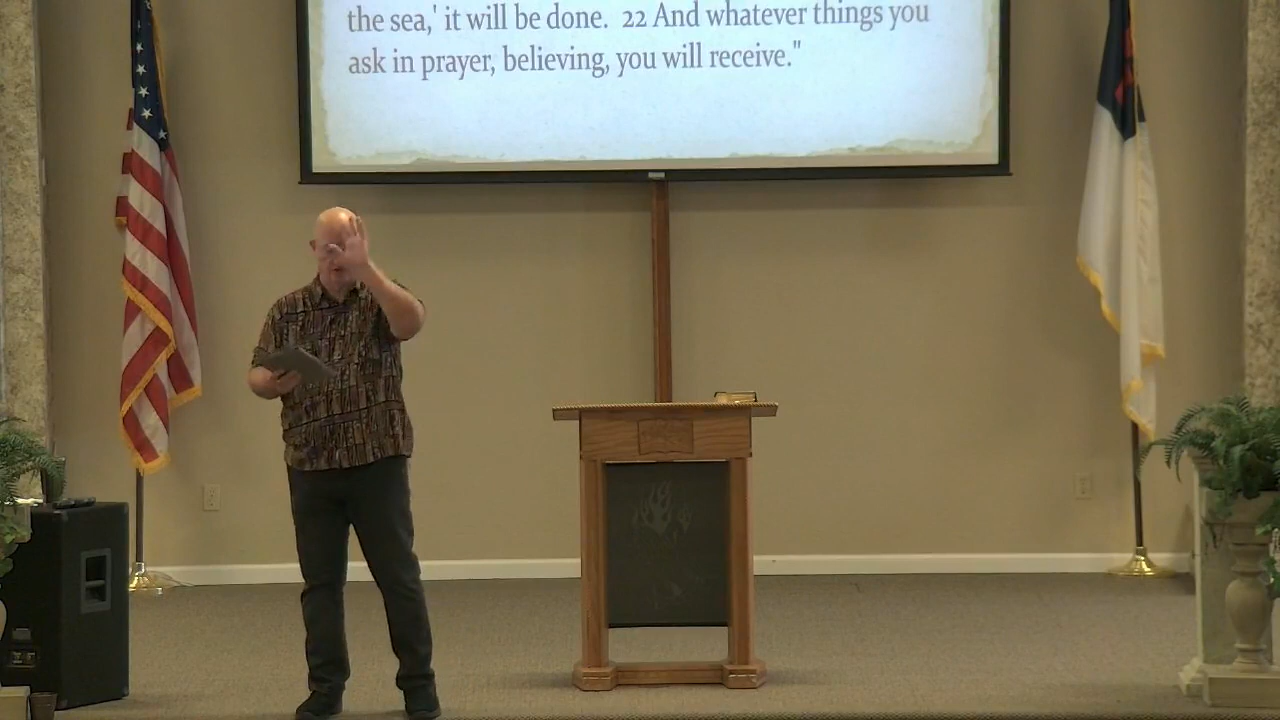 the sea,' it will be done.  22 And whatever things you
ask in prayer, believing, you will receive."